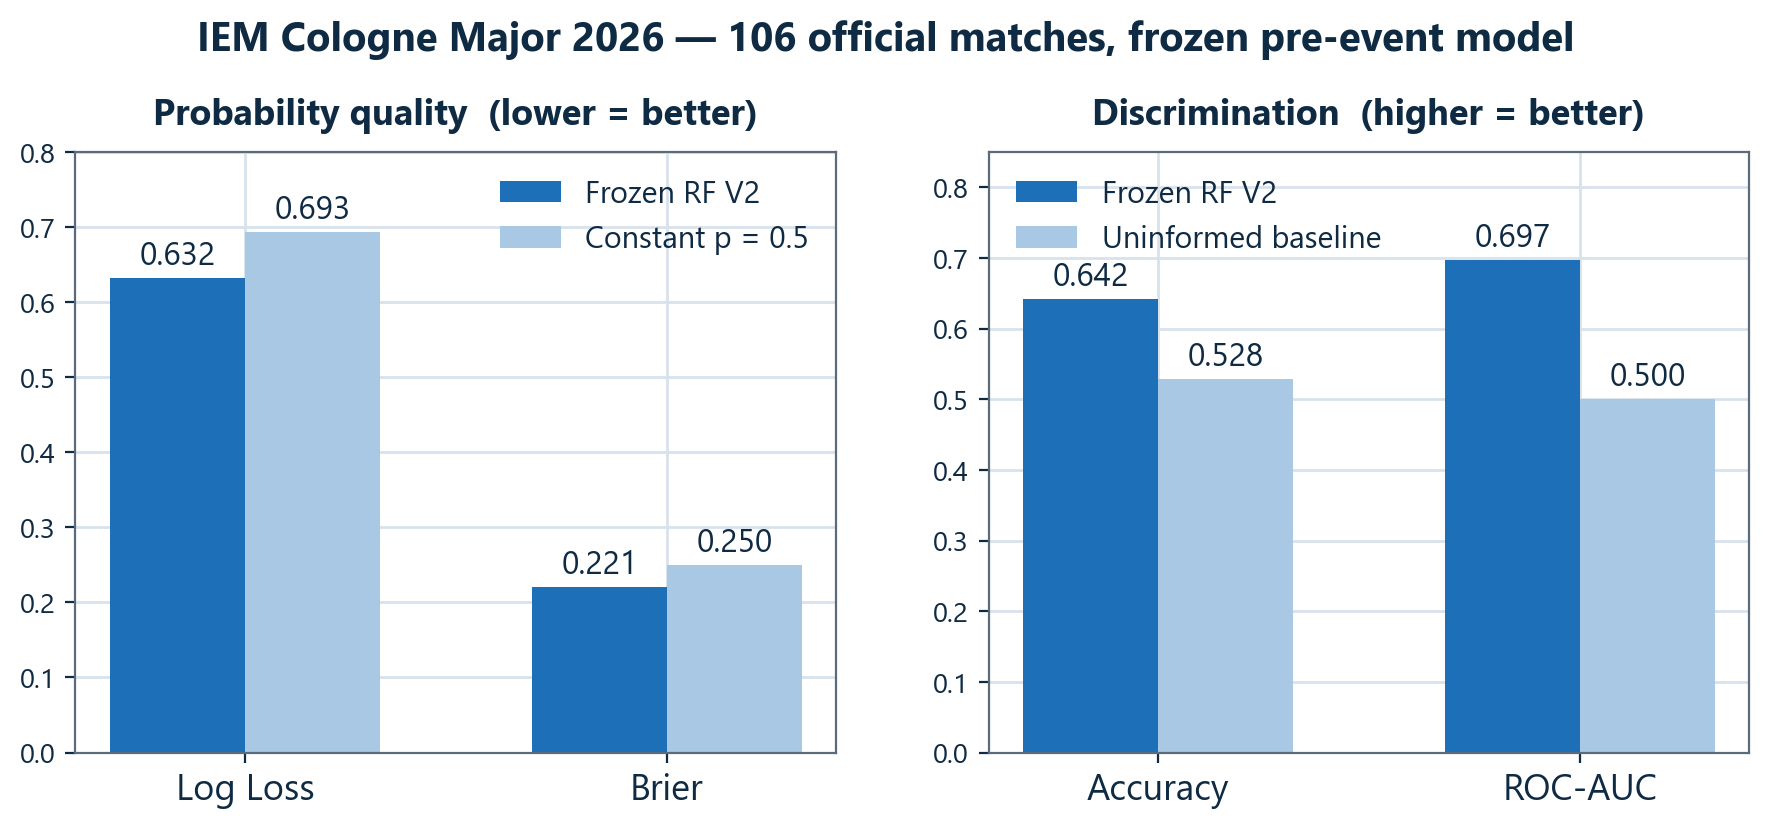 IEM Cologne Major 2026 — 106 official matches, frozen pre-event model
Probability quality (lower = better)
0.8
0.7
0.6
0.5
0.4
0.3
0.2
0.1
0.0
Frozen RF V2
Constant p = 0.5
0.632
0.693
0.221
0.250
Log Loss
Brier
Discrimination (higher = better)
0.8
0.7
0.6
0.5
0.4
0.3
0.2
0.1
0.0
Frozen RF V2
Uninformed baseline
0.642
0.528
0.697
0.500
Accuracy
ROC-AUC